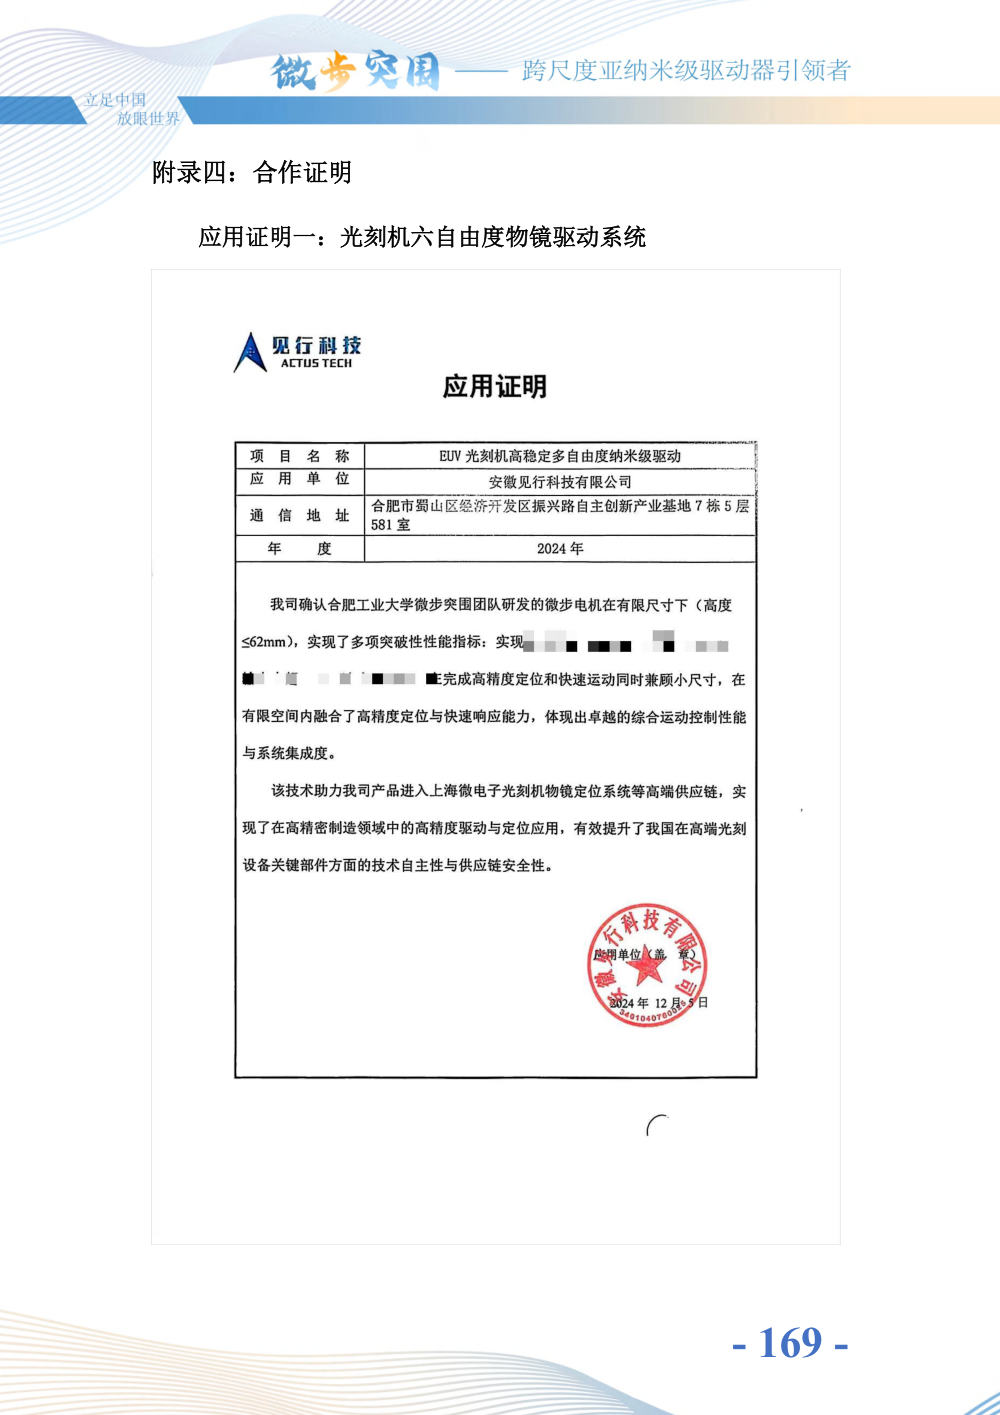 微步突围 —— 跨尺度亚纳米级驱动器引领者
立足中国
放眼世界
附录四：合作证明
应用证明一：光刻机六自由度物镜驱动系统
见行科技
ACTUS TECH
应用证明
项目名称 EUV 光刻机高稳定多自由度纳米级驱动
应用单位 安徽见行科技有限公司
通信地址 合肥市蜀山区经济开发区振兴路自主创新产业基地 7 栋 5 层
581 室
年度 2024 年
我司确认合肥工业大学微步突围团队研发的微步电机在有限尺寸下（高度
≤62mm），实现了多项突破性性能指标：实现
完成高精度定位和快速运动同时兼顾小尺寸，在
有限空间内融合了高精度定位与快速响应能力，体现出卓越的综合运动控制性能
与系统集成度。
该技术助力我司产品进入上海微电子光刻机物镜定位系统等高端供应链，实
现了在高精密制造领域中的高精度驱动与定位应用，有效提升了我国在高端光刻
设备关键部件方面的技术自主性与供应链安全性。
安徽见行科技有限公司
应用单位（盖 章）
2024 年 12 月 5 日
- 169 -